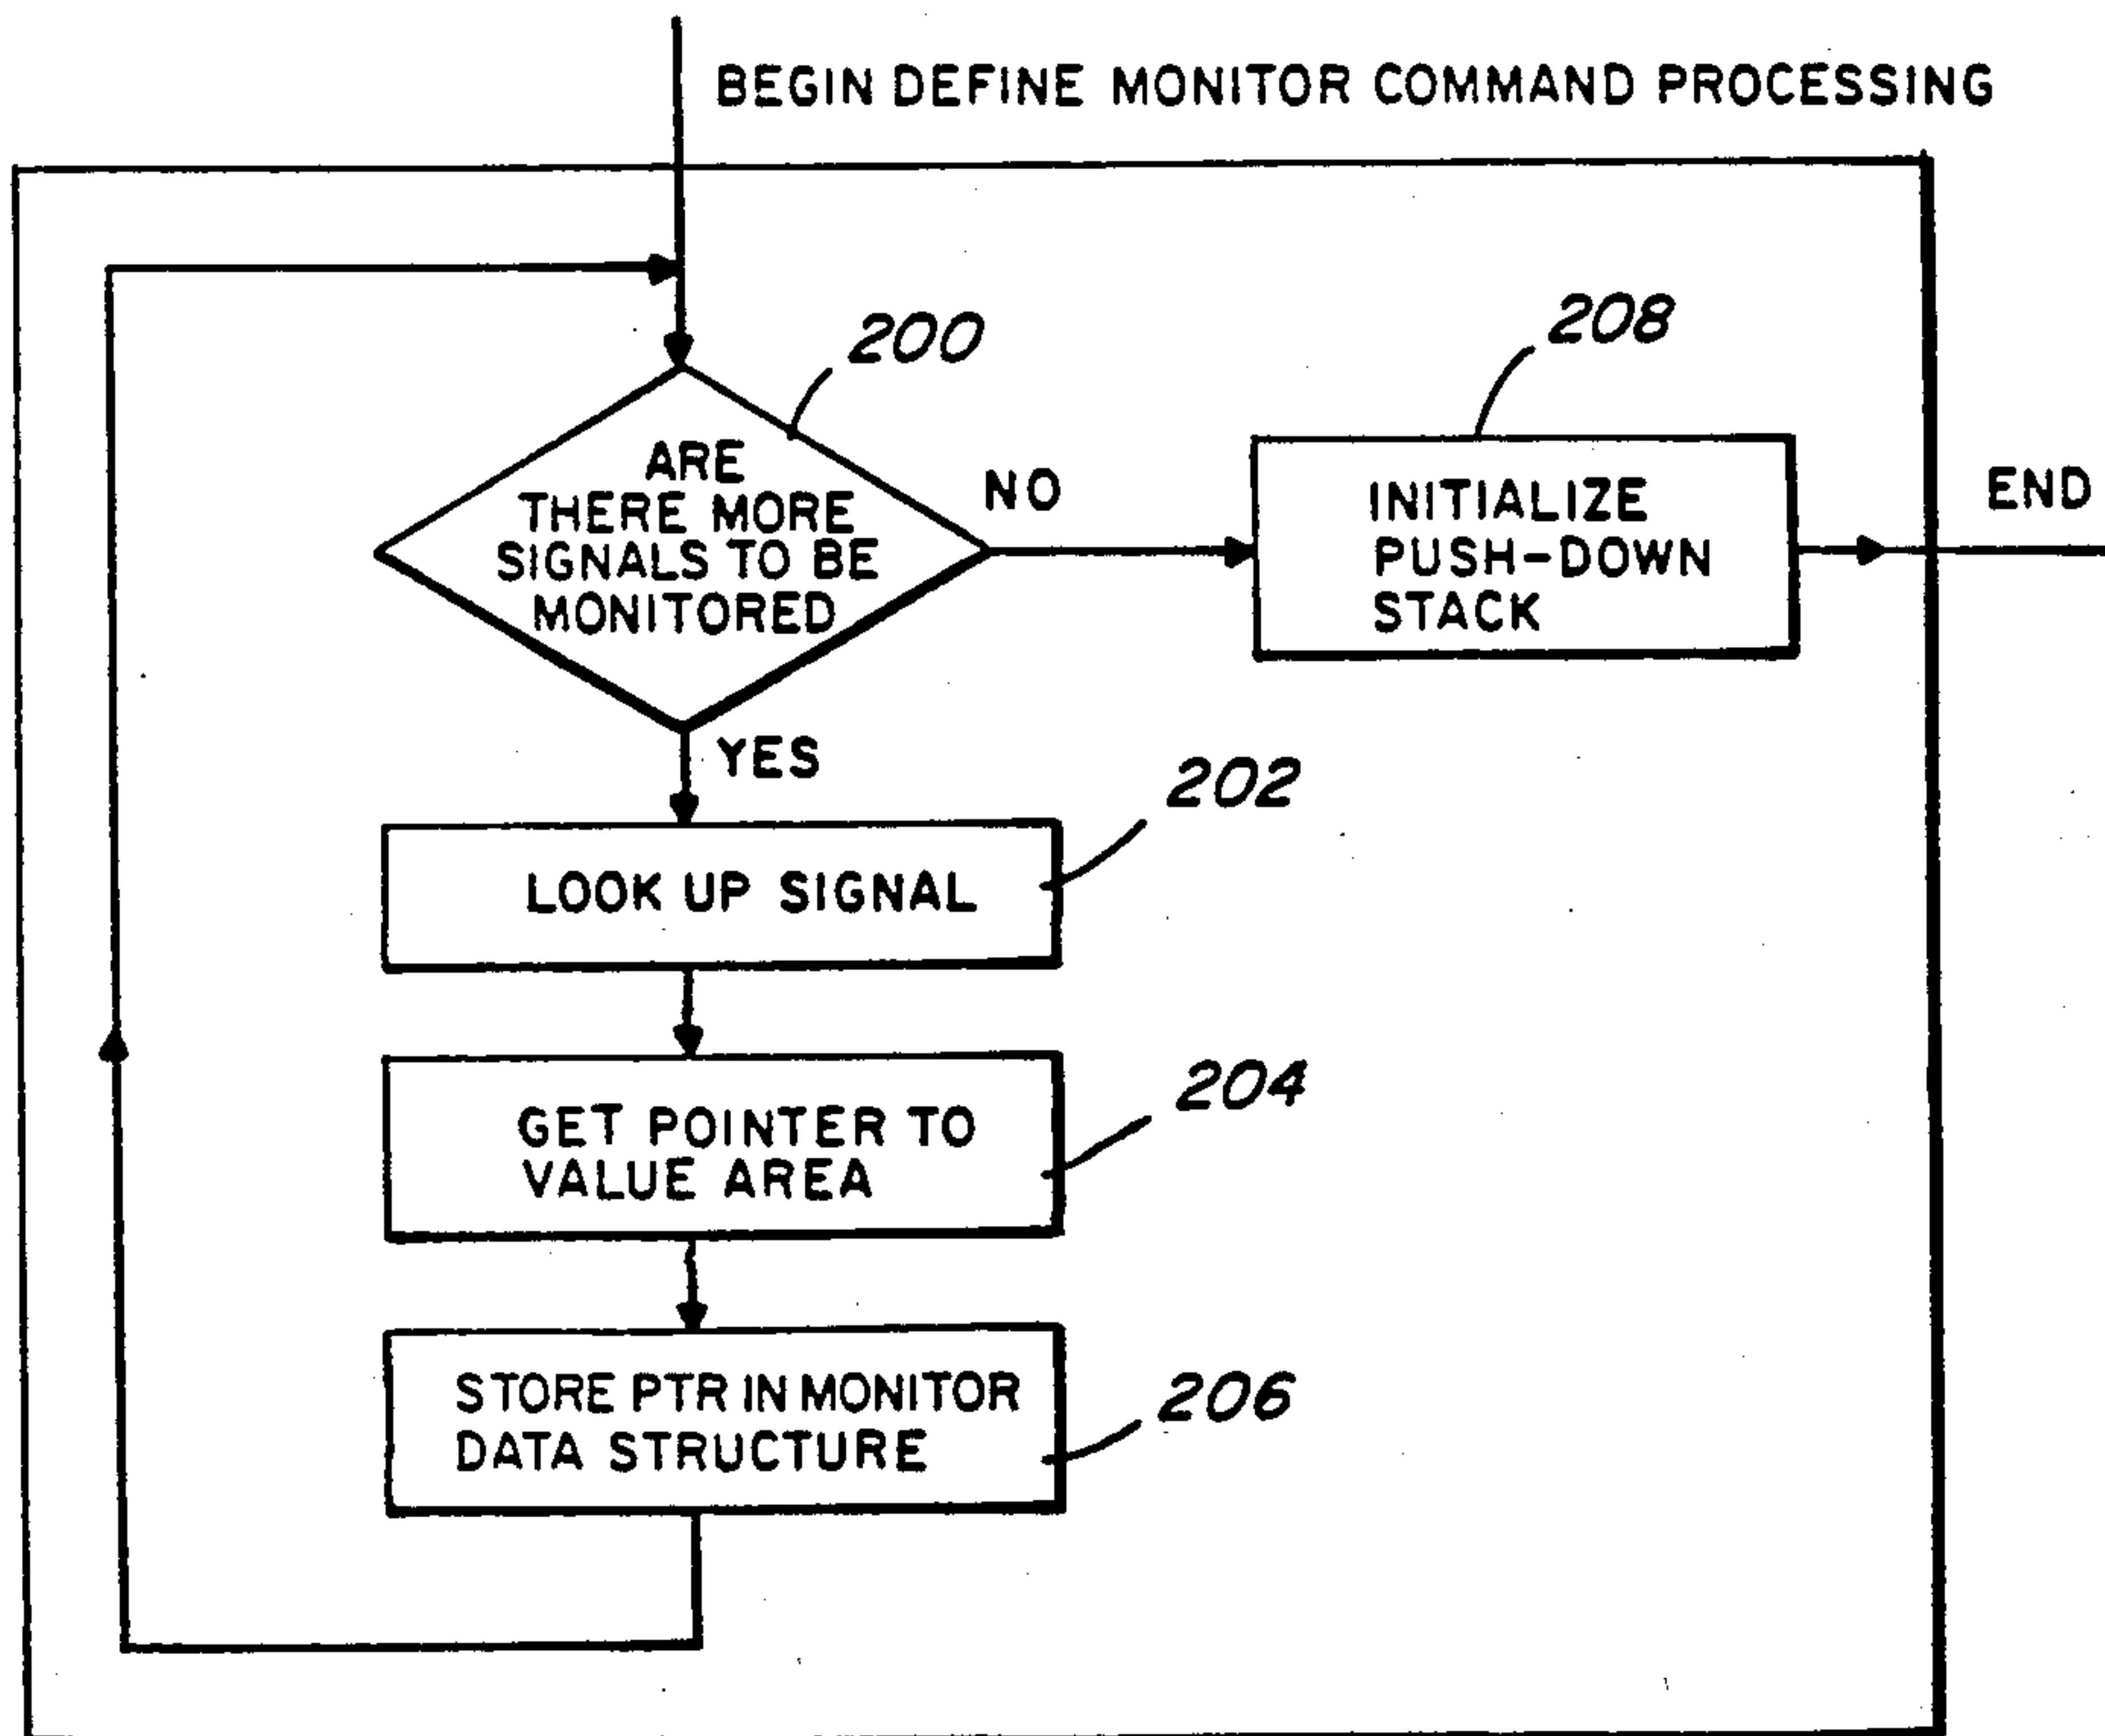 BEGIN DEFINE MONITOR COMMAND PROCESSING
200
208
ARE
THERE MORE
SIGNALS TO BE
MONITORED
NO
INITIALIZE
PUSH-DOWN
STACK
END
YES
202
LOOK UP SIGNAL
204
GET POINTER TO
VALUE AREA
206
STORE PTR IN MONITOR
DATA STRUCTURE